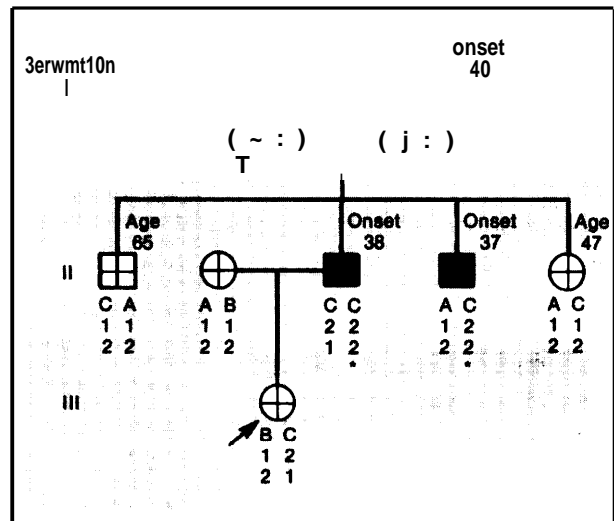 3erwmt10n
I
onset
40
( ~ : )
( j : )
T
Age
65
Onset
38
Onset
37
Age
47
II
C A
1 1
2 2
A B
1 1
2 2
C C
2 2
1 2
*
A C
1 2
2 2
*
A C
1 1
2 2
III
B C
1 2
2 1